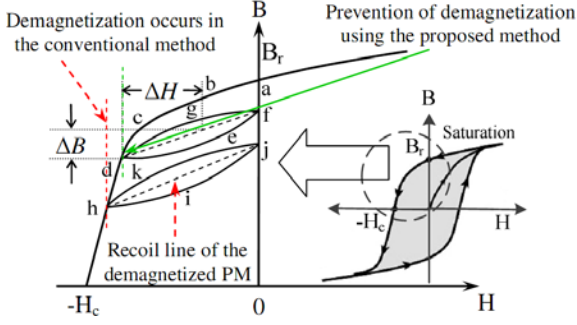 Demagnetization occurs in
the conventional method
Prevention of demagnetization
using the proposed method
B
Br
ΔH
b
a
c
g
f
ΔB
d
e
j
k
h
i
Recoil line of the
demagnetized PM
-Hc
0
H
B
Saturation
Br
-Hc
H